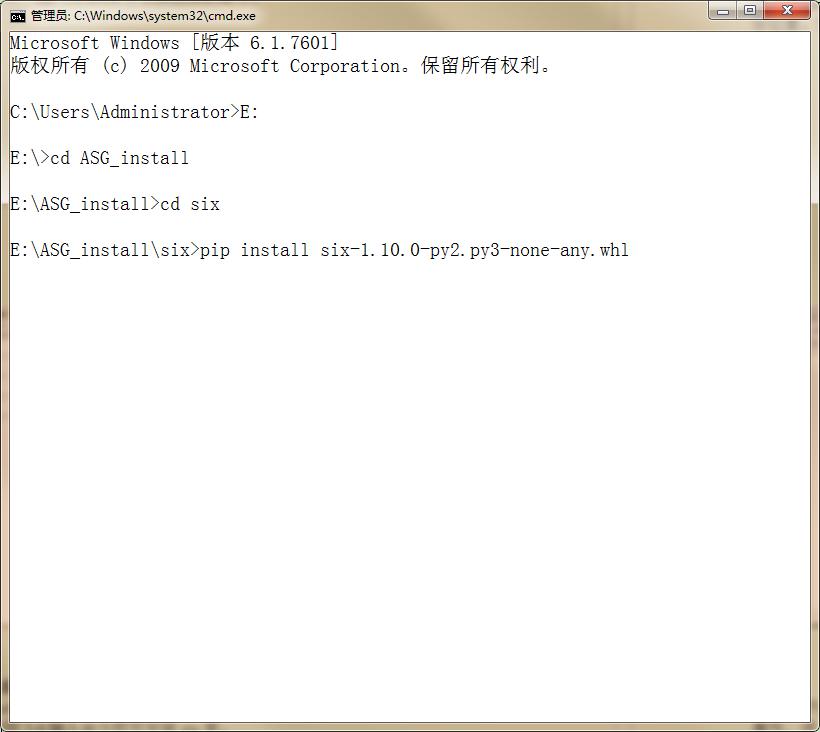 管理员: C:\Windows\system32\cmd.exe
Microsoft Windows [版本 6.1.7601]
版权所有 (c) 2009 Microsoft Corporation。保留所有权利。
C:\Users\Administrator>E:
E:\>cd ASG_install
E:\ASG_install>cd six
E:\ASG_install\six>pip install six-1.10.0-py2.py3-none-any.whl